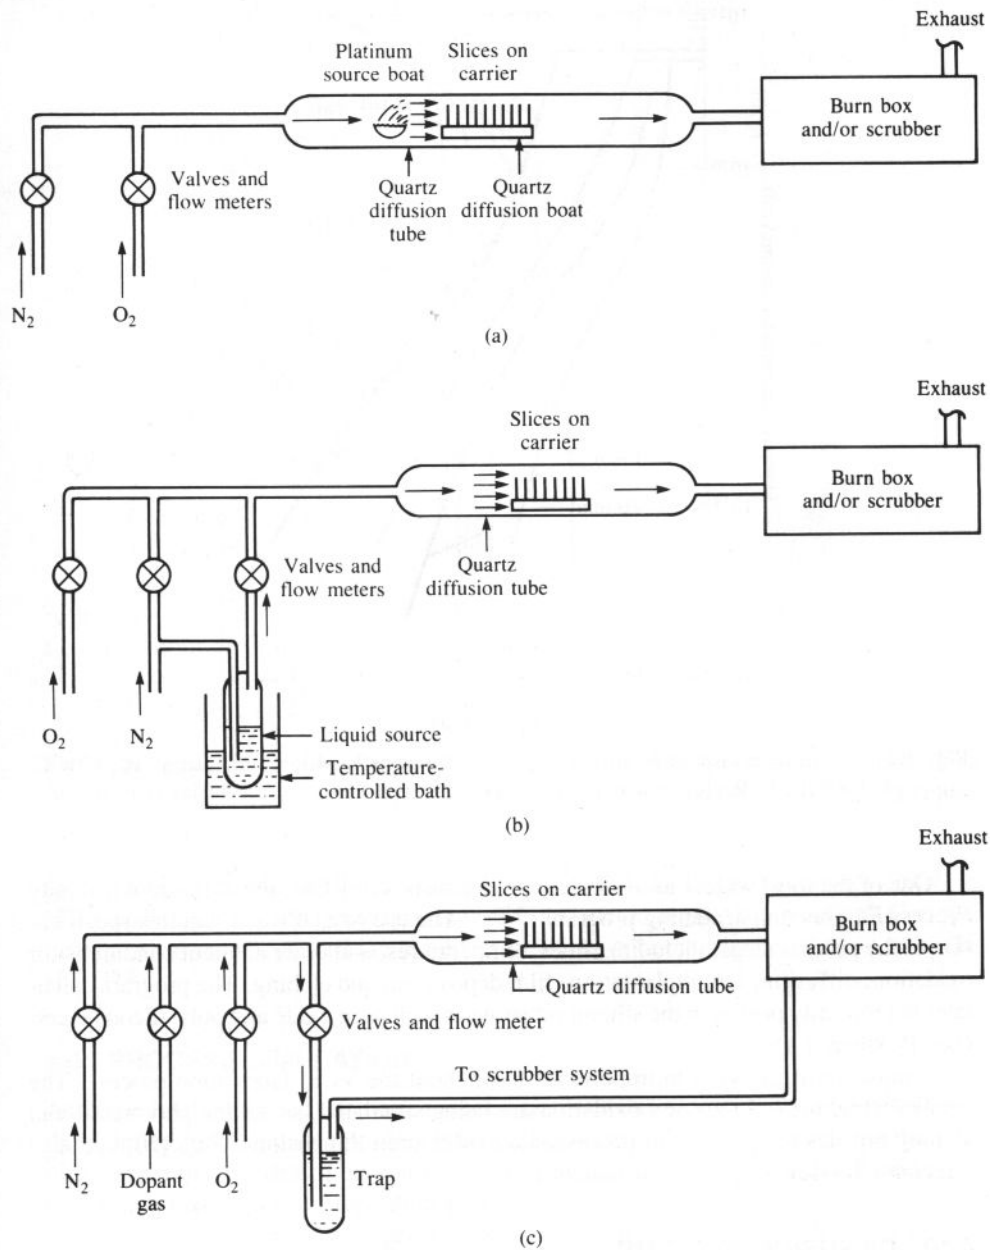 Exhaust
Platinum
source boat
Slices on
carrier
Burn box
and/or scrubber
Valves and
flow meters
Quartz
diffusion
tube
Quartz
diffusion boat
N2
O2
(a)
Exhaust
Slices on
carrier
Burn box
and/or scrubber
Valves and
flow meters
Quartz
diffusion tube
O2
N2
Liquid source
Temperature-
controlled bath
(b)
Exhaust
Slices on carrier
Burn box
and/or scrubber
Quartz diffusion tube
Valves and flow meter
To scrubber system
N2
Dopant
gas
O2
Trap
(c)